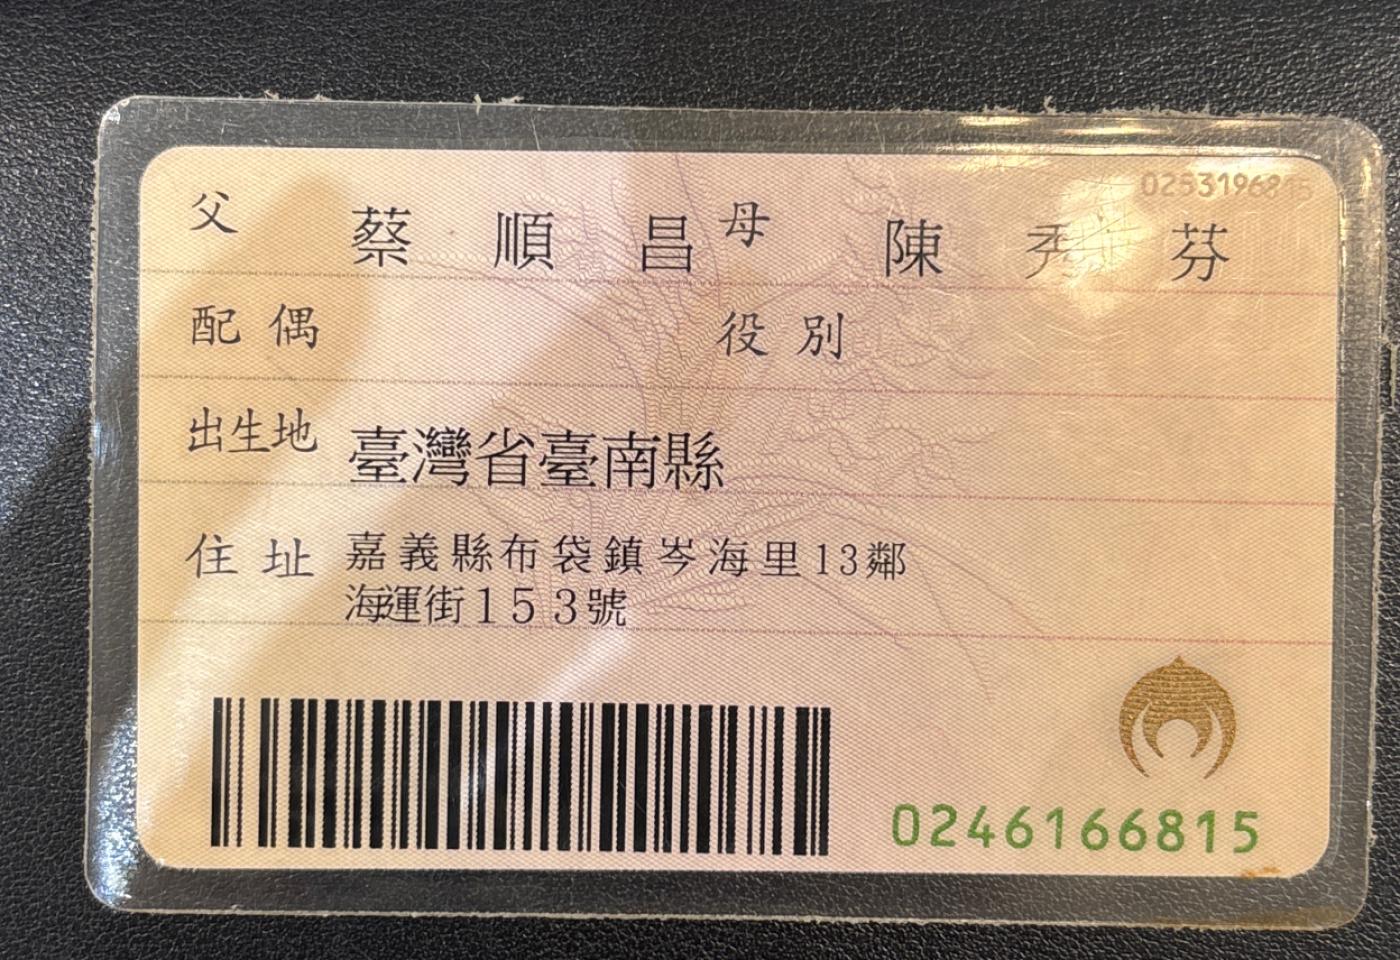 0253196815
父 蔡順昌 母 陳秀芬
配偶 役別
出生地 臺灣省臺南縣
住址 嘉義縣布袋鎮岑海里13鄰
海運街153號
0246166815